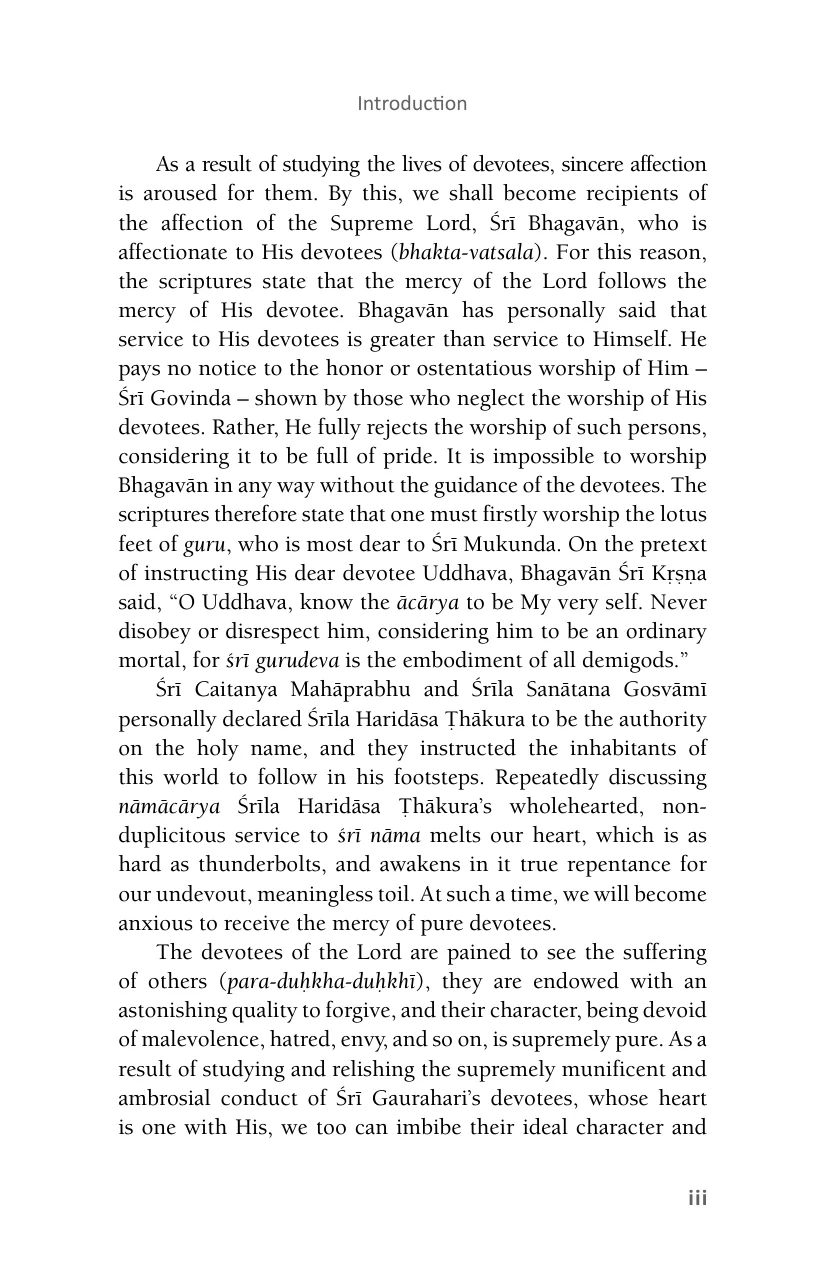 Introduction
As a result of studying the lives of devotees, sincere affection
is aroused for them. By this, we shall become recipients of
the affection of the Supreme Lord, Śrī Bhagavān, who is
affectionate to His devotees (bhakta-vatsala). For this reason,
the scriptures state that the mercy of the Lord follows the
mercy of His devotee. Bhagavān has personally said that
service to His devotees is greater than service to Himself. He
pays no notice to the honor or ostentatious worship of Him –
Śrī Govinda – shown by those who neglect the worship of His
devotees. Rather, He fully rejects the worship of such persons,
considering it to be full of pride. It is impossible to worship
Bhagavān in any way without the guidance of the devotees. The
scriptures therefore state that one must firstly worship the lotus
feet of guru, who is most dear to Śrī Mukunda. On the pretext
of instructing His dear devotee Uddhava, Bhagavān Śrī Kṛṣṇa
said, “O Uddhava, know the ācārya to be My very self. Never
disobey or disrespect him, considering him to be an ordinary
mortal, for śrī gurudeva is the embodiment of all demigods.”
Śrī Caitanya Mahāprabhu and Śrīla Sanātana Gosvāmī
personally declared Śrīla Haridāsa Ṭhākura to be the authority
on the holy name, and they instructed the inhabitants of
this world to follow in his footsteps. Repeatedly discussing
nāmācārya Śrīla Haridāsa Ṭhākura’s wholehearted, non-
duplicitous service to śrī nāma melts our heart, which is as
hard as thunderbolts, and awakens in it true repentance for
our undevout, meaningless toil. At such a time, we will become
anxious to receive the mercy of pure devotees.
The devotees of the Lord are pained to see the suffering
of others (para-duḥkha-duḥkhī), they are endowed with an
astonishing quality to forgive, and their character, being devoid
of malevolence, hatred, envy, and so on, is supremely pure. As a
result of studying and relishing the supremely munificent and
ambrosial conduct of Śrī Gaurahari’s devotees, whose heart
is one with His, we too can imbibe their ideal character and
iii